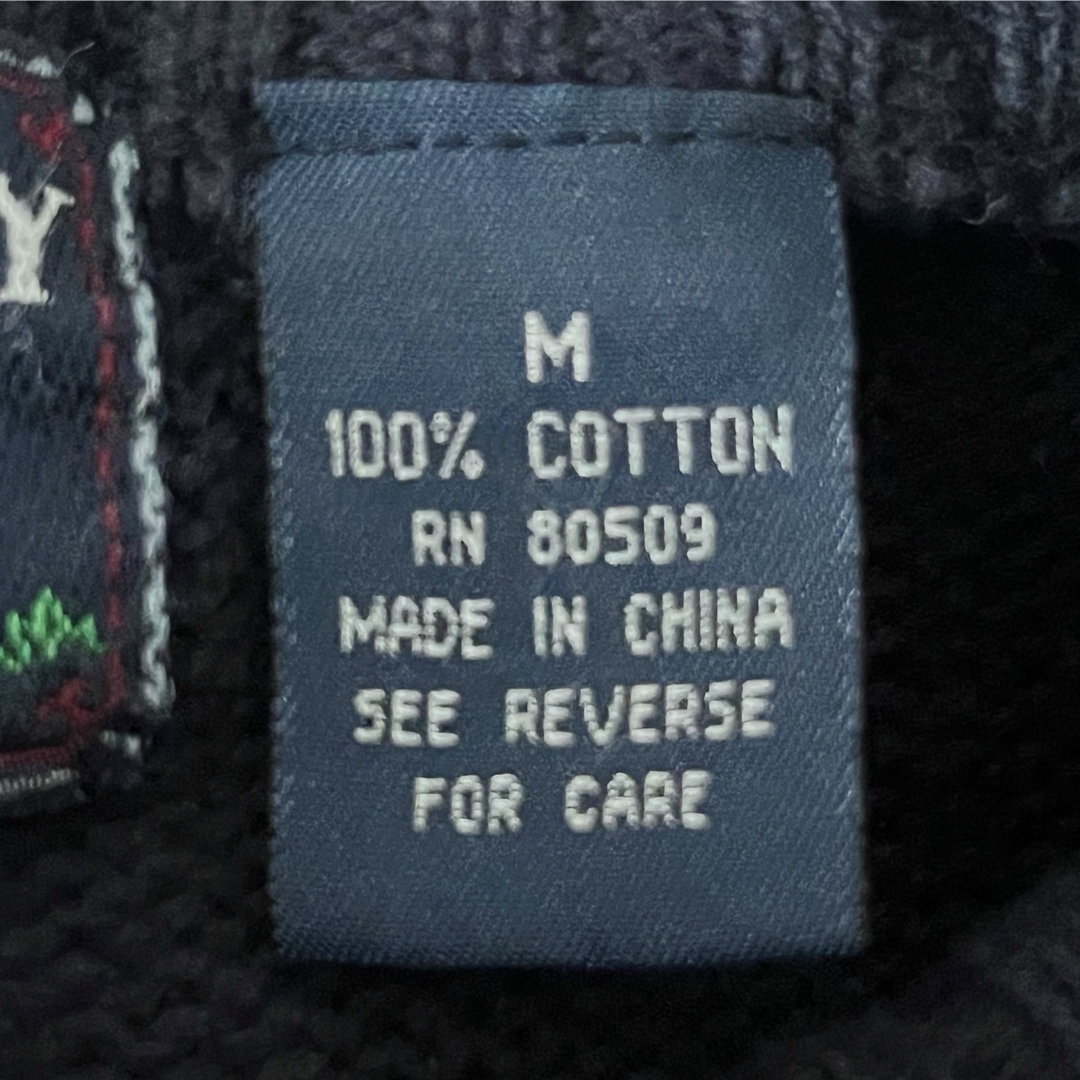 Y
M
100% COTTON
RN 80509
MADE IN CHINA
SEE REVERSE
FOR CARE